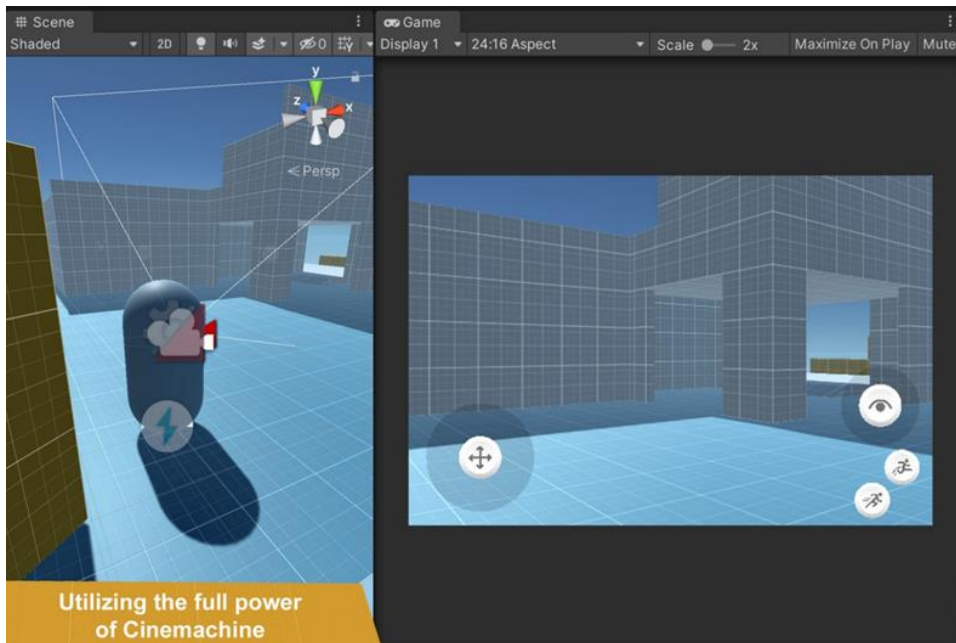 Scene
Game
Shaded
2D
0
Display 1
24:16 Aspect
Scale
2x
Maximize On Play
Mute
y
z
x
Persp
Utilizing the full power
of Cinemachine